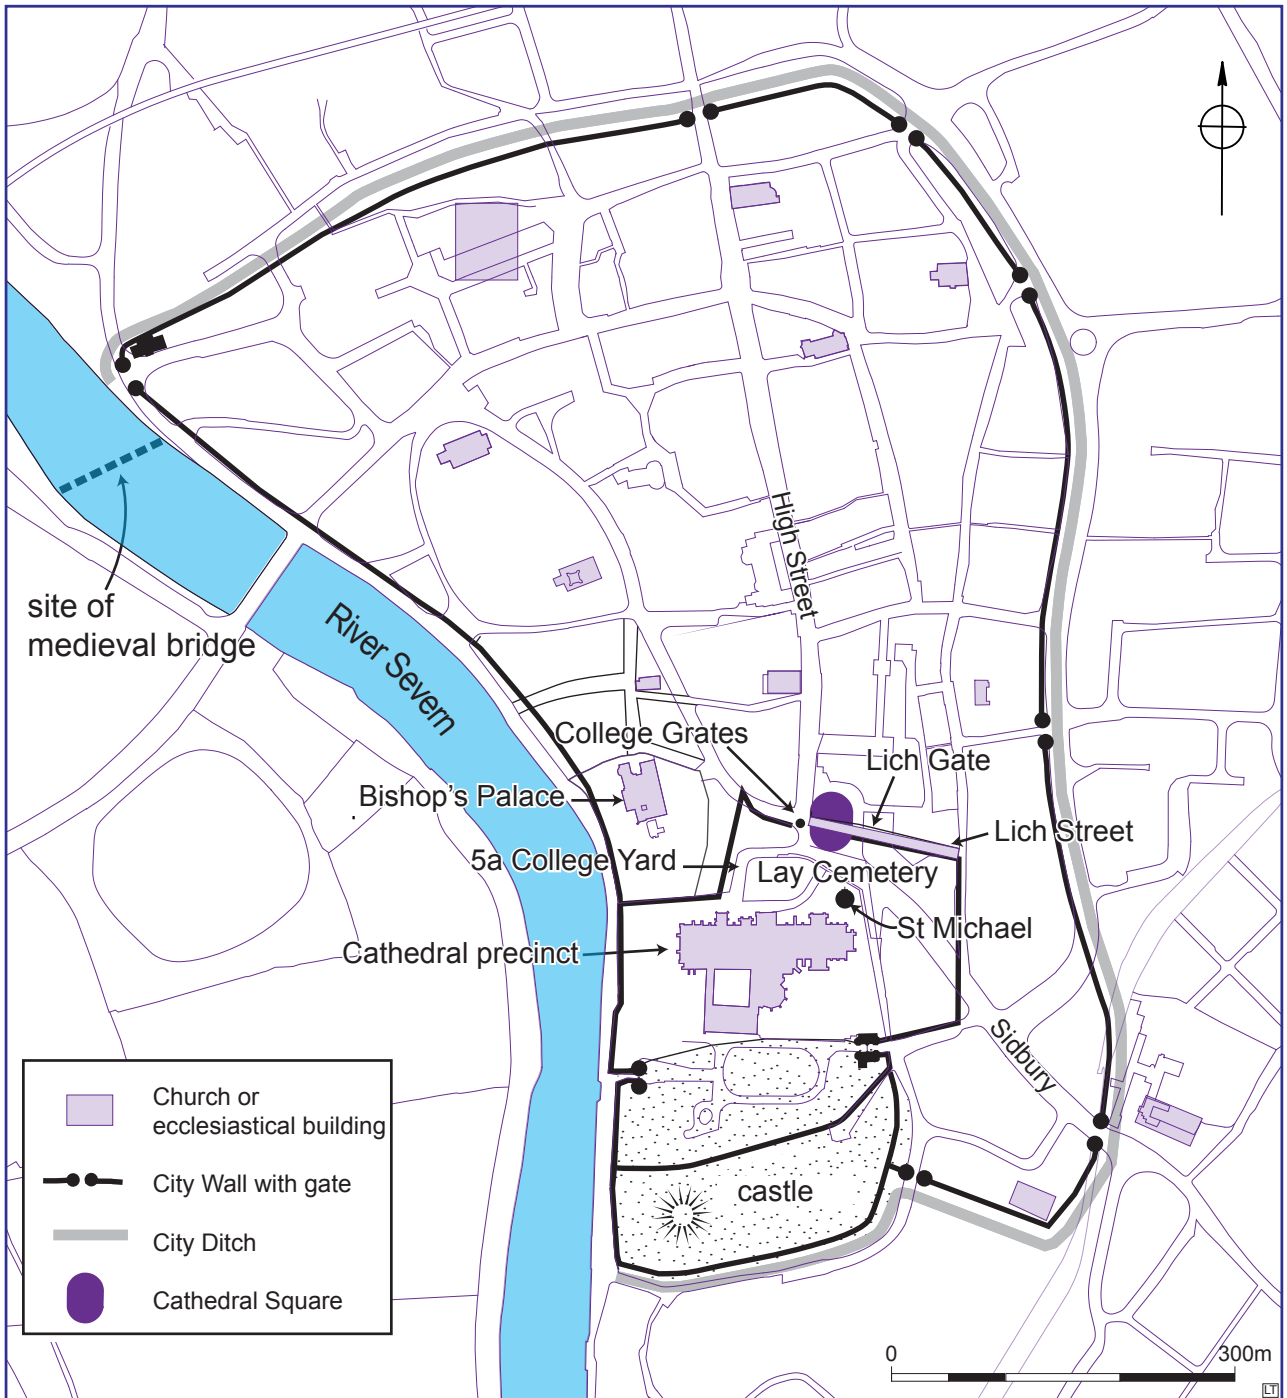 High Street
site of
medieval bridge
River Severn
College Grates
Lich Gate
Bishop's Palace
Lich Street
5a College Yard
Lay Cemetery
St Michael
Cathedral precinct
Sidbury
castle
Church or
ecclesiastical building
City Wall with gate
City Ditch
Cathedral Square
0 300m
LT